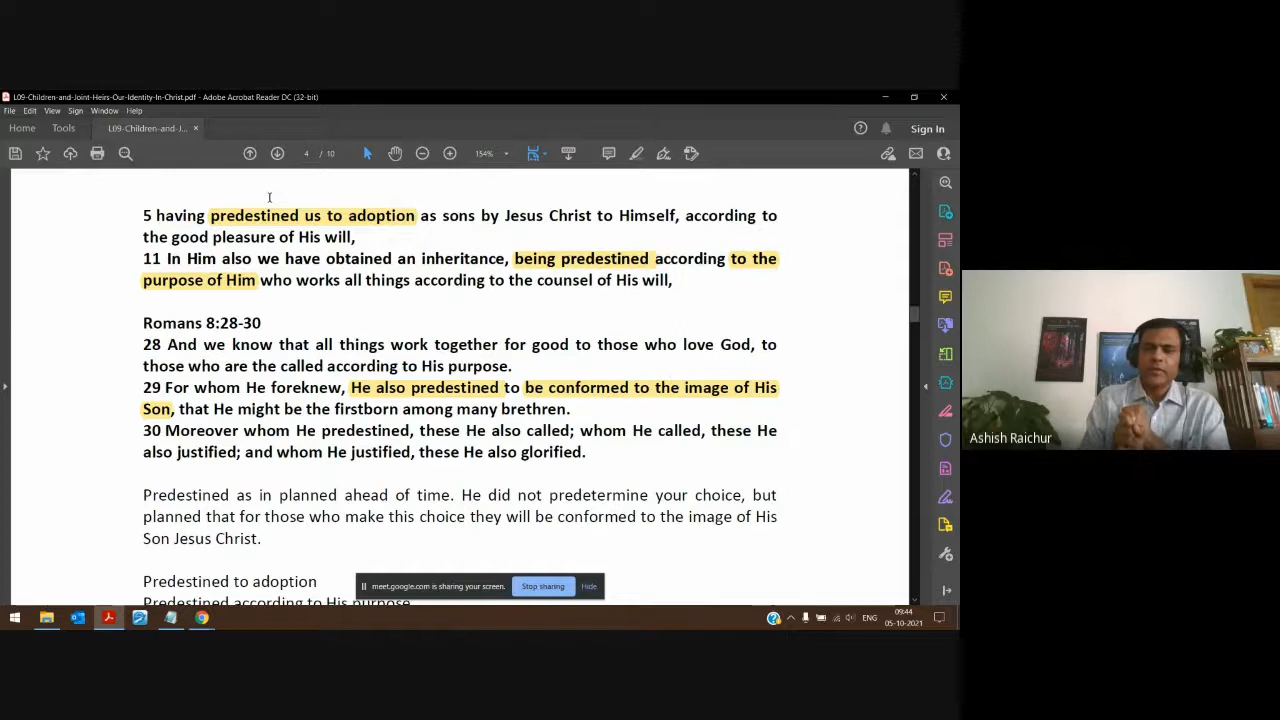 L09-Children-and-Joint-Heirs-Our-Identity-In-Christ.pdf - Adobe Acrobat Reader DC (32-bit)
File Edit View Sign Window Help
Home Tools L09-Children-and-J... × Sign In
4 / 10 154%
5 having predestined us to adoption as sons by Jesus Christ to Himself, according to
the good pleasure of His will,
11 In Him also we have obtained an inheritance, being predestined according to the
purpose of Him who works all things according to the counsel of His will,
Romans 8:28-30
28 And we know that all things work together for good to those who love God, to
those who are the called according to His purpose.
29 For whom He foreknew, He also predestined to be conformed to the image of His
Son, that He might be the firstborn among many brethren.
30 Moreover whom He predestined, these He also called; whom He called, these He
also justified; and whom He justified, these He also glorified.
Predestined as in planned ahead of time. He did not predetermine your choice, but
planned that for those who make this choice they will be conformed to the image of His
Son Jesus Christ.
Predestined to adoption
Predestined according to His purpose
meet.google.com is sharing your screen. Stop sharing Hide
ENG
09:44
05-10-2021
Ashish Raichur